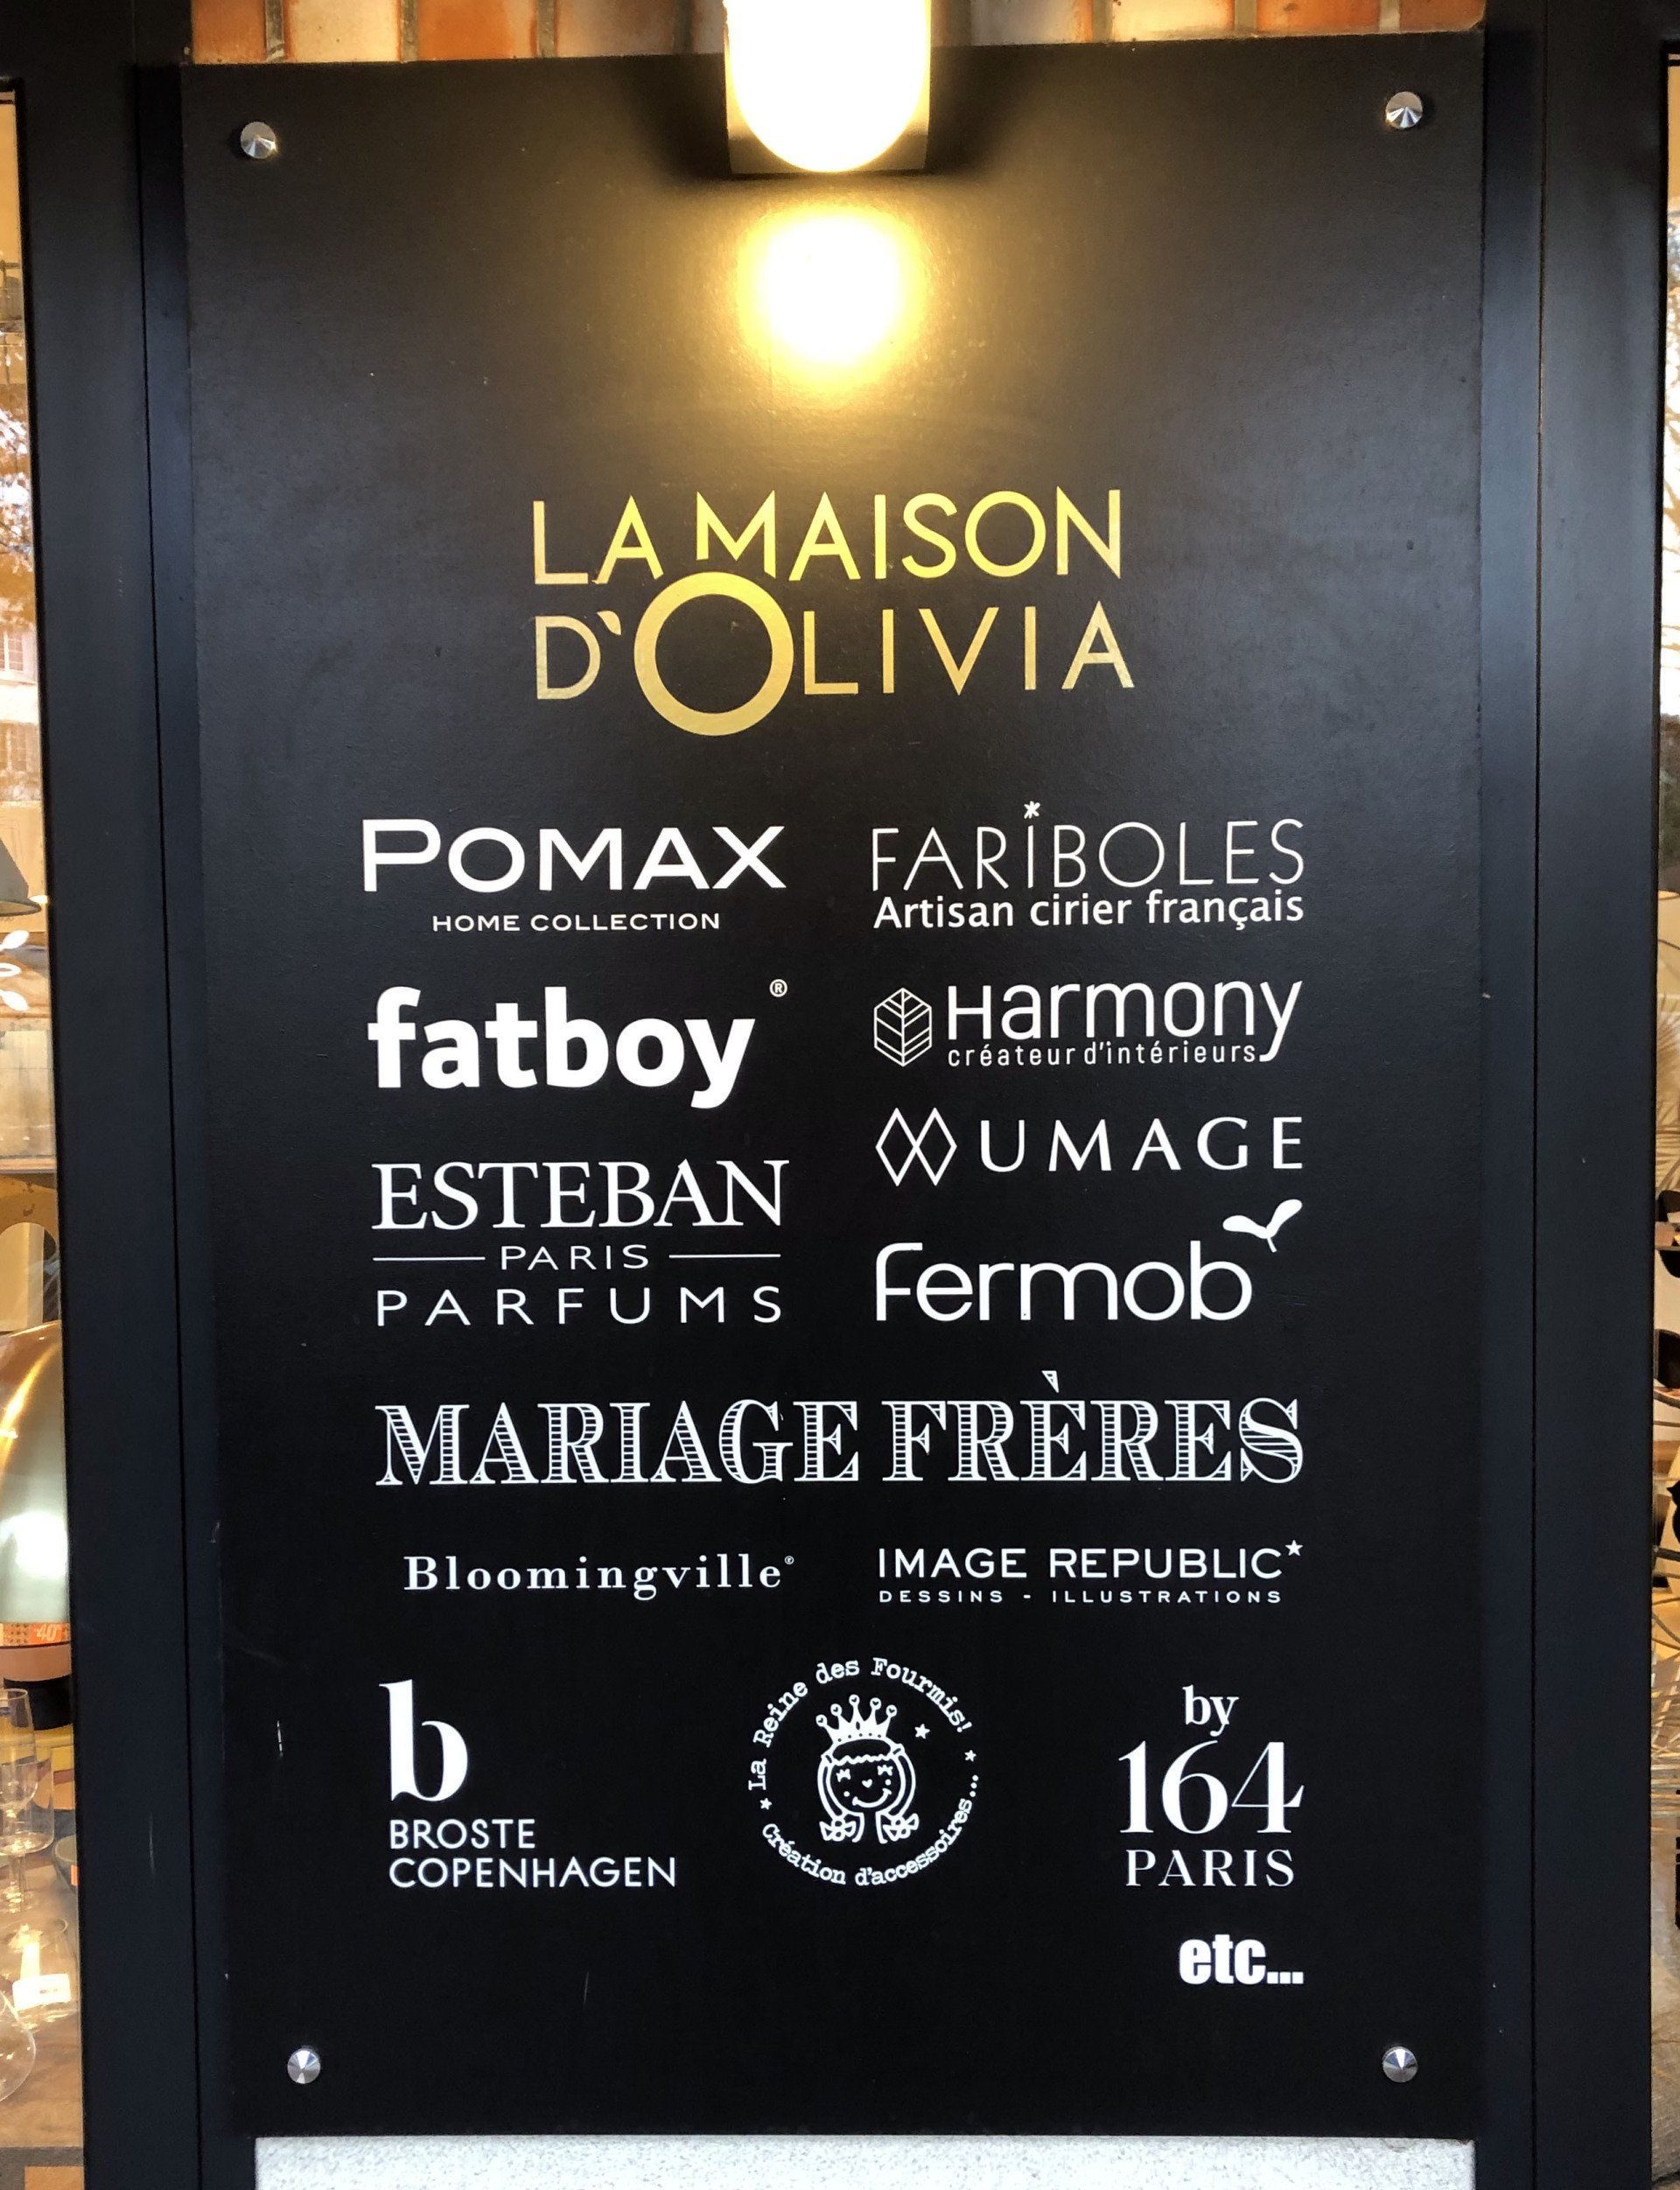 LA MAISON
D'OLIVIA
POMAX
HOME COLLECTION
FARIBOLES
Artisan cirier français
fatboy®
Harmony
créateur d'intérieurs
UMAGE
ESTEBAN
PARIS
PARFUMS
fermob
MARIAGE FRÈRES
Bloomingville®
IMAGE REPUBLIC*
DESSINS - ILLUSTRATIONS
b
BROSTE
COPENHAGEN
La Reine des Fourmis!
Création d'accessoires...
by
164
PARIS
etc...
-40%